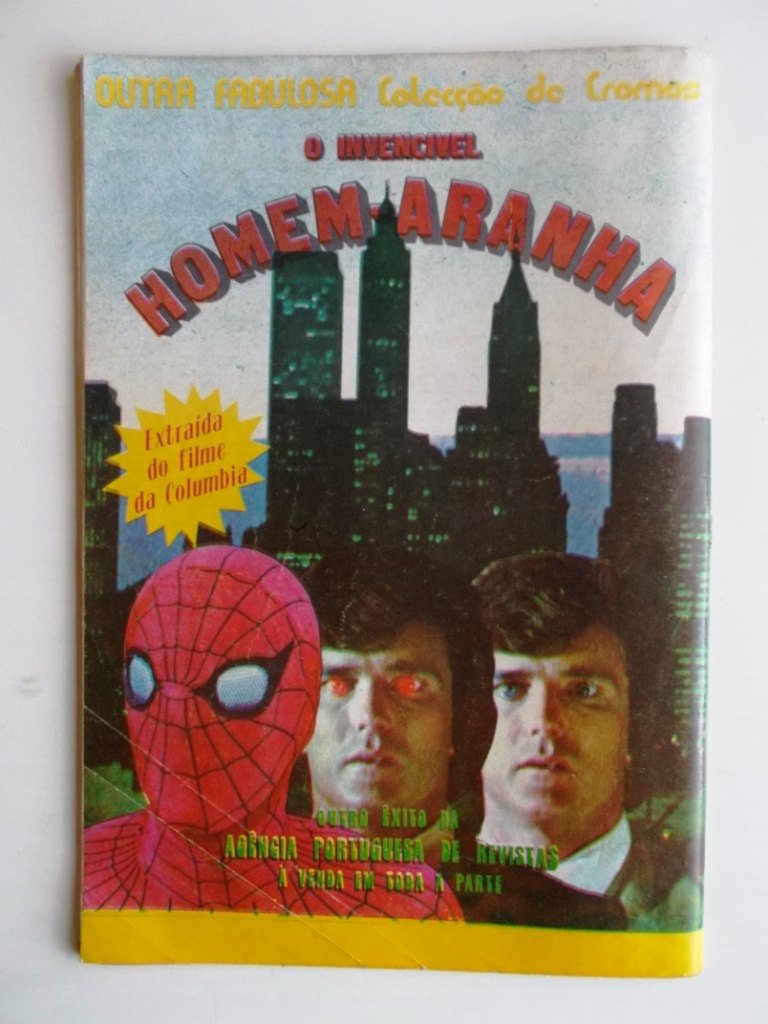 OUTRA FABULOSA Colecção de Cromos
O INVENCIVEL
HOMEM-ARANHA
Extraída
do filme
da Columbia
OUTRO ÊXITO DA
AGÊNCIA PORTUGUESA DE REVISTAS
À VENDA EM TODA A PARTE